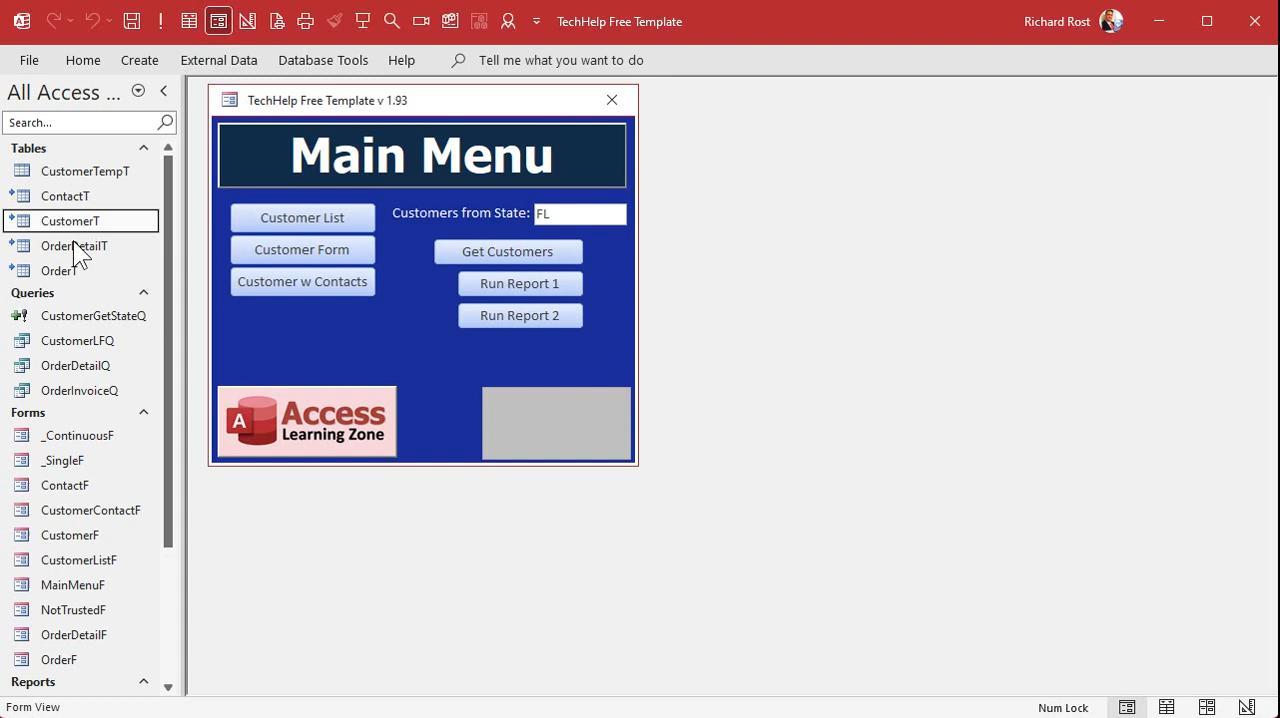 TechHelp Free Template
Richard Rost
File Home Create External Data Database Tools Help Tell me what you want to do
All Access ...
Search...
Tables
CustomerTempT
ContactT
CustomerT
OrderDetailT
OrderT
Queries
CustomerGetStateQ
CustomerLFQ
OrderDetailQ
OrderInvoiceQ
Forms
_ContinuousF
_SingleF
ContactF
CustomerContactF
CustomerF
CustomerListF
MainMenuF
NotTrustedF
OrderDetailF
OrderF
Reports
TechHelp Free Template v 1.93
Main Menu
Customer List
Customer Form
Customer w Contacts
Customers from State: FL
Get Customers
Run Report 1
Run Report 2
A Access
Learning Zone
Form View
Num Lock